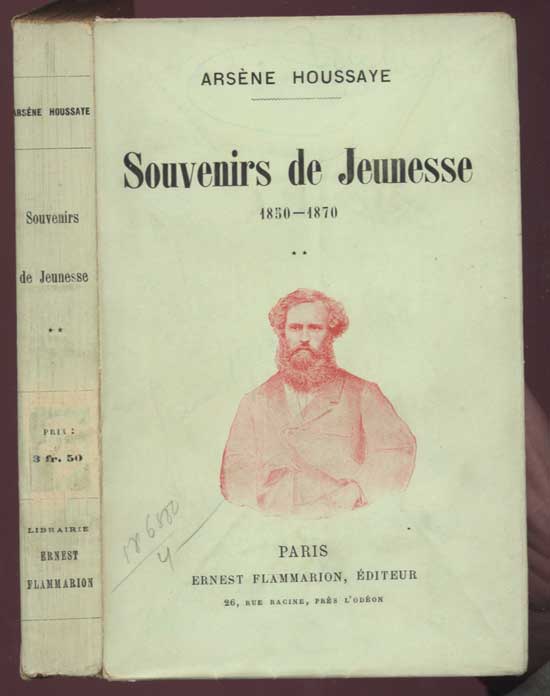 ARSÈNE HOUSSAYE
Souvenirs
de Jeunesse
**
PRIX :
3 fr. 50
LIBRAIRIE
ERNEST
FLAMMARION
ARSÈNE HOUSSAYE
Souvenirs de Jeunesse
1850—1870
**
PARIS
ERNEST FLAMMARION, ÉDITEUR
26, RUE RACINE, PRÈS L'ODÉON